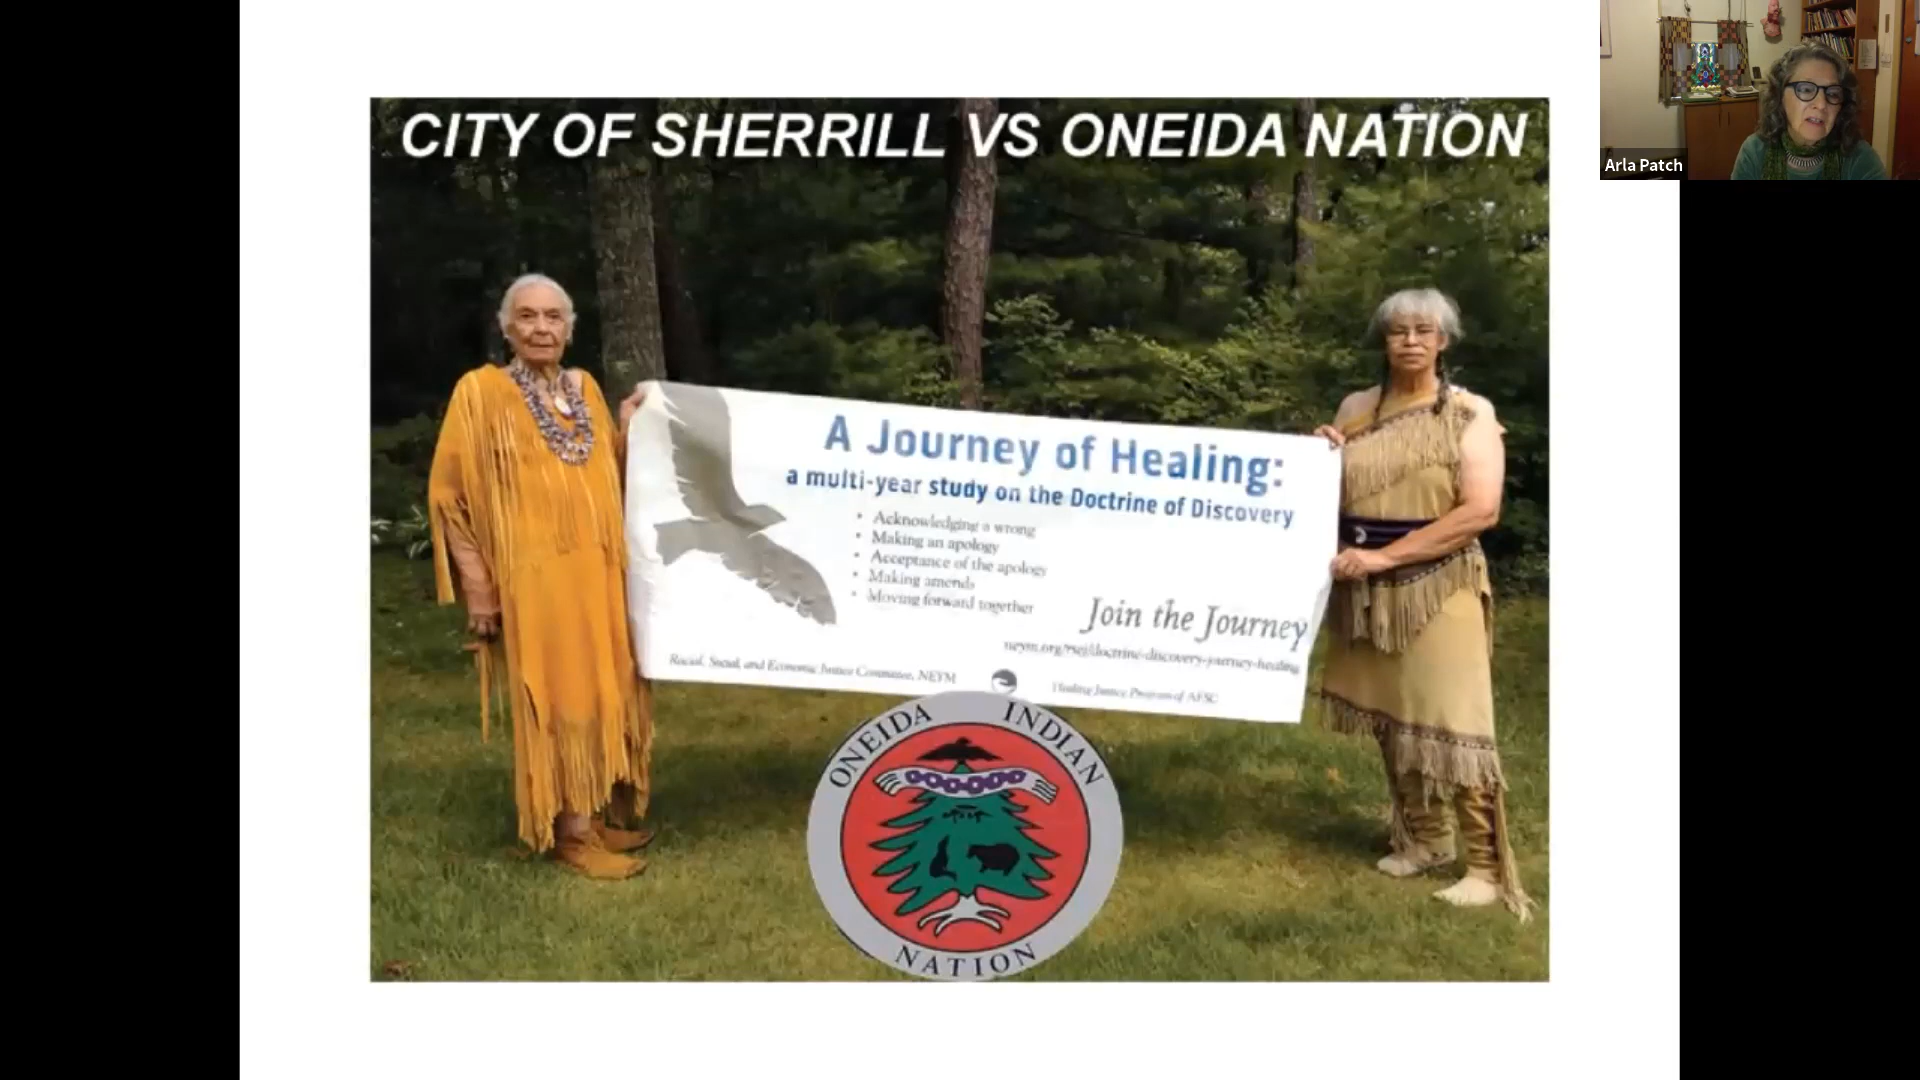 CITY OF SHERRILL VS ONEIDA NATION
Arla Patch
A Journey of Healing:
a multi-year study on the Doctrine of Discovery
• Acknowledging a wrong
• Making an apology
• Acceptance of the apology
• Making amends
• Moving forward together
Join the Journey
neym.org/rsej/doctrine-discovery-journey-healing
Racial, Social, and Economic Justice Committee, NEYM
Healing Justice Program of AFSC
ONEIDA INDIAN
NATION